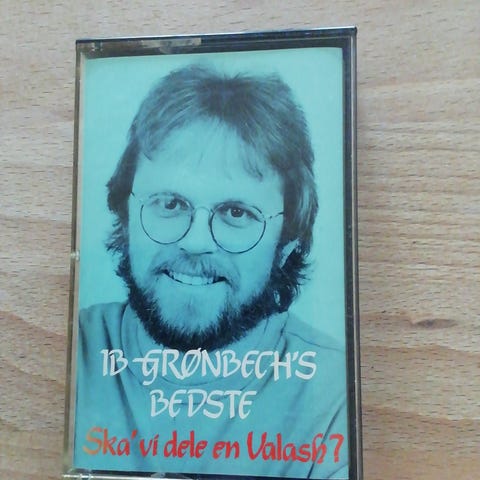 IB GRØNBECH'S
BEDSTE
Ska' vi dele en Valash?